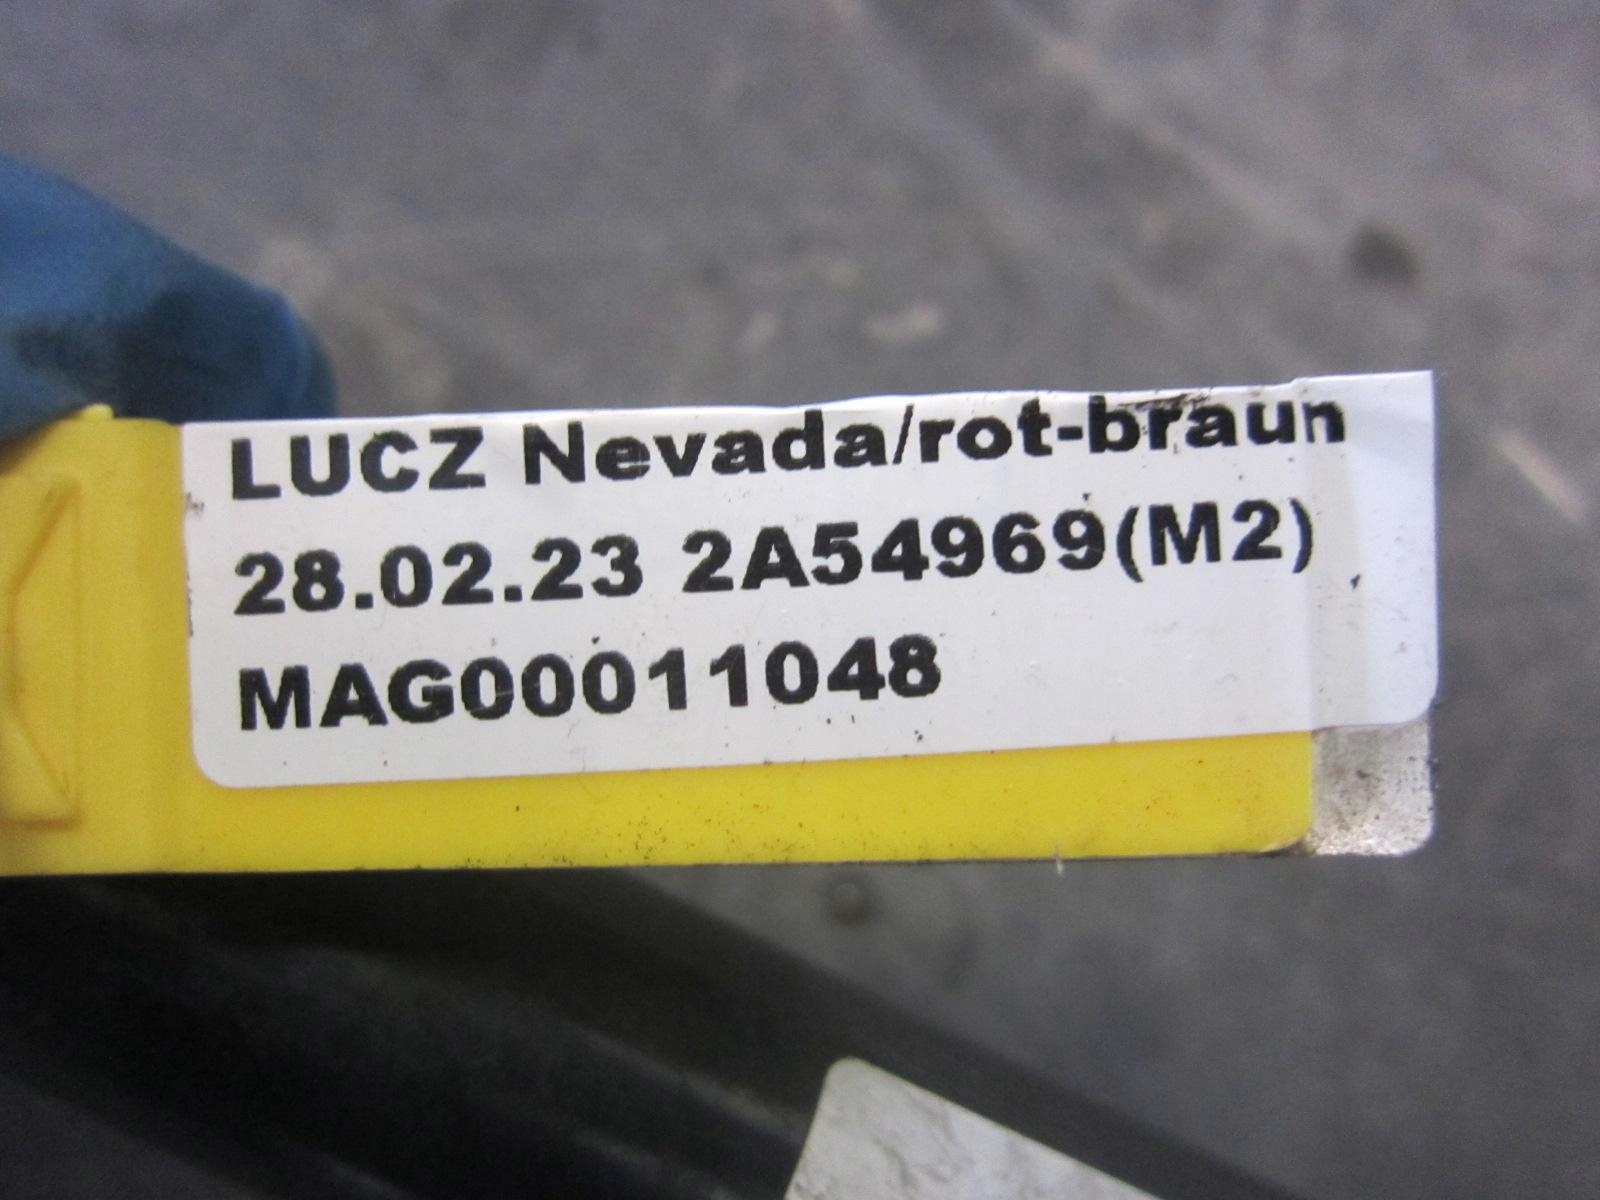 LUCZ Nevada/rot-braun
28.02.23 2A54969(M2)
MAG00011048